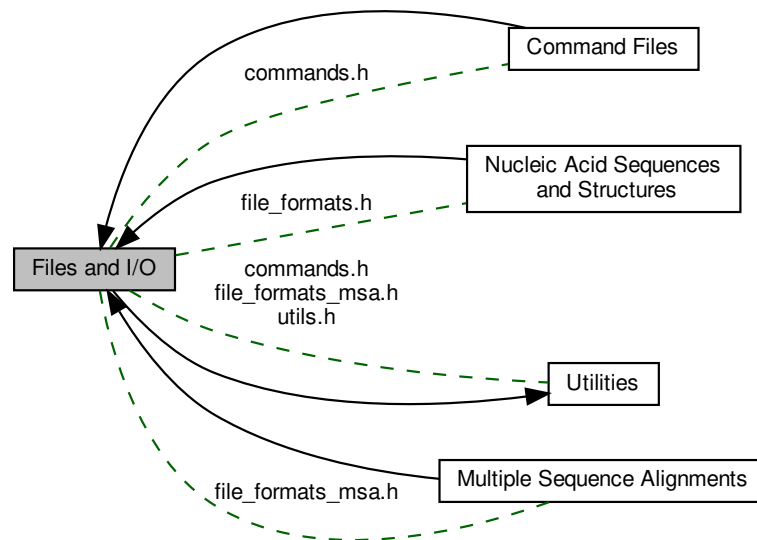 Command Files
commands.h
Nucleic Acid Sequences
and Structures
file_formats.h
Files and I/O
commands.h
file_formats_msa.h
utils.h
Utilities
Multiple Sequence Alignments
file_formats_msa.h